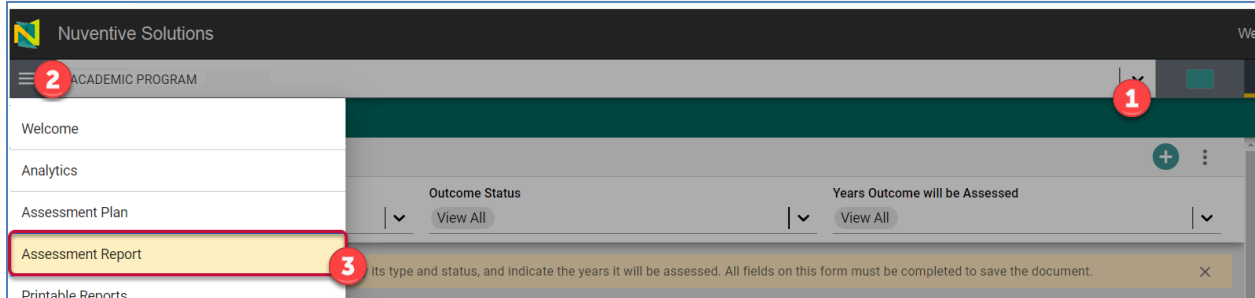 Nuventive Solutions
We
2
ACADEMIC PROGRAM
1
Welcome
Analytics
Outcome Status
Years Outcome will be Assessed
Assessment Plan
View All
View All
Assessment Report
3
its type and status, and indicate the years it will be assessed. All fields on this form must be completed to save the document.
Printable Reports